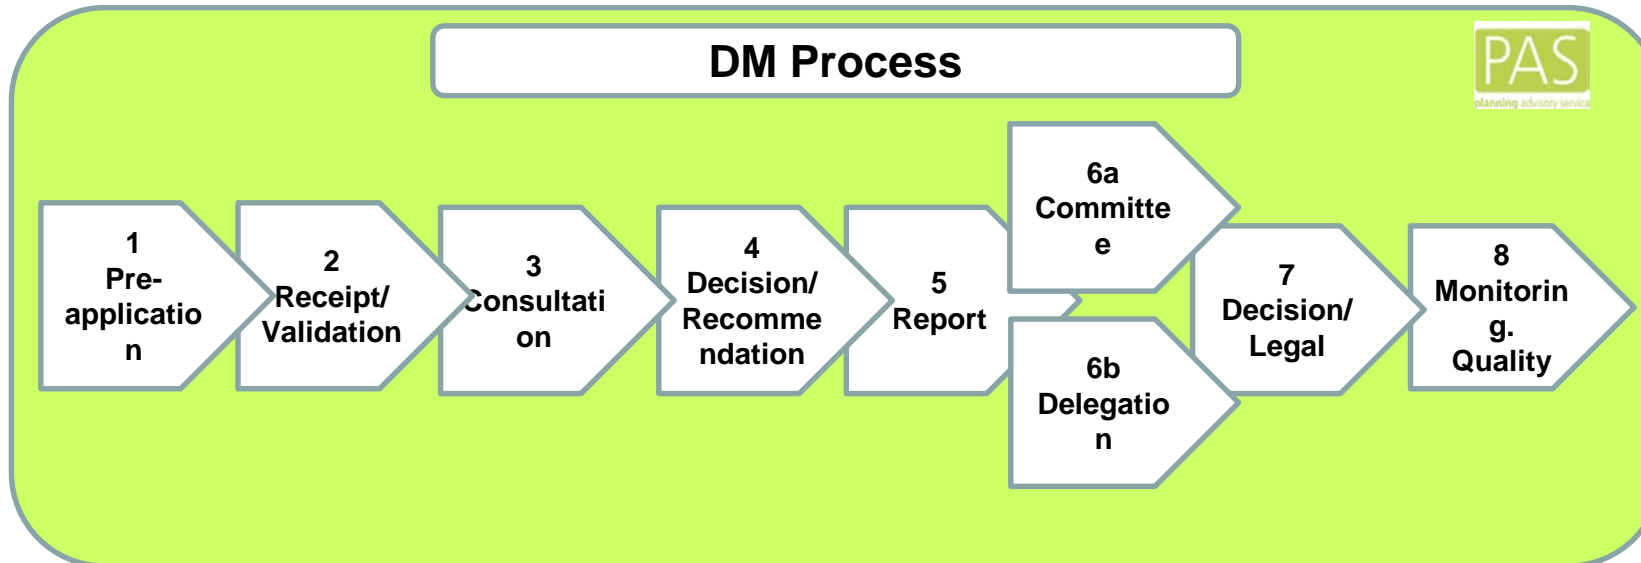 DM Process
PAS
planning advisory service
1
Pre-
applicatio
n
2
Receipt/
Validation
3
Consultati
on
4
Decision/
Recomme
ndation
5
Report
6a
Committe
e
6b
Delegatio
n
7
Decision/
Legal
8
Monitorin
g.
Quality